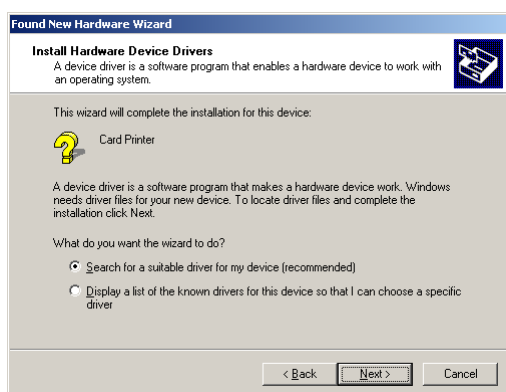 Found New Hardware Wizard
Install Hardware Device Drivers
A device driver is a software program that enables a hardware device to work with
an operating system.
This wizard will complete the installation for this device:
Card Printer
A device driver is a software program that makes a hardware device work. Windows
needs driver files for your new device. To locate driver files and complete the
installation click Next.
What do you want the wizard to do?
Search for a suitable driver for my device (recommended)
Display a list of the known drivers for this device so that I can choose a specific
driver
< Back Next > Cancel